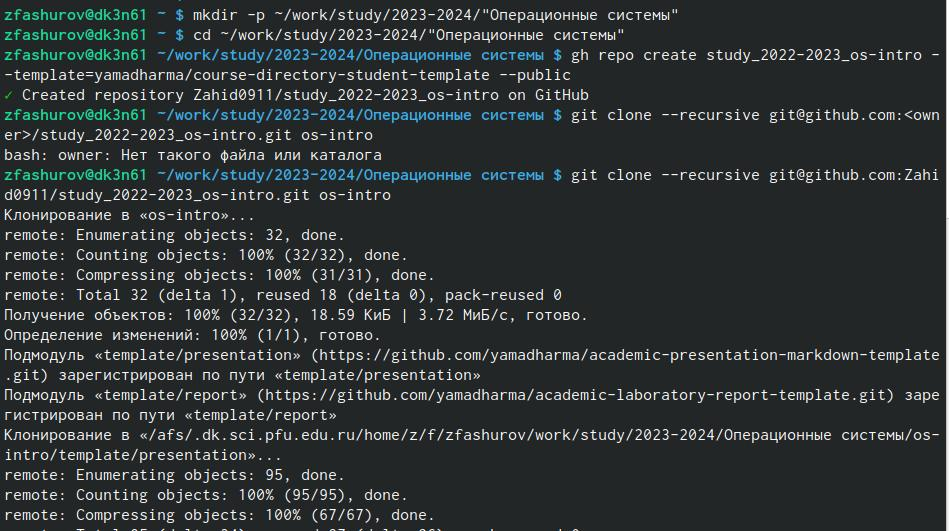 zfashurov@dk3n61 ~ $ mkdir -p ~/work/study/2023-2024/"Операционные системы"
zfashurov@dk3n61 ~ $ cd ~/work/study/2023-2024/"Операционные системы"
zfashurov@dk3n61 ~/work/study/2023-2024/Операционные системы $ gh repo create study_2022-2023_os-intro -
-template=yamadharma/course-directory-student-template --public
✓ Created repository Zahid0911/study_2022-2023_os-intro on GitHub
zfashurov@dk3n61 ~/work/study/2023-2024/Операционные системы $ git clone --recursive git@github.com:<own
er>/study_2022-2023_os-intro.git os-intro
bash: owner: Нет такого файла или каталога
zfashurov@dk3n61 ~/work/study/2023-2024/Операционные системы $ git clone --recursive git@github.com:Zahi
d0911/study_2022-2023_os-intro.git os-intro
Клонирование в «os-intro»...
remote: Enumerating objects: 32, done.
remote: Counting objects: 100% (32/32), done.
remote: Compressing objects: 100% (31/31), done.
remote: Total 32 (delta 1), reused 18 (delta 0), pack-reused 0
Получение объектов: 100% (32/32), 18.59 КиБ | 3.72 МиБ/с, готово.
Определение изменений: 100% (1/1), готово.
Подмодуль «template/presentation» (https://github.com/yamadharma/academic-presentation-markdown-template
.git) зарегистрирован по пути «template/presentation»
Подмодуль «template/report» (https://github.com/yamadharma/academic-laboratory-report-template.git) заре
гистрирован по пути «template/report»
Клонирование в «/afs/.dk.sci.pfu.edu.ru/home/z/f/zfashurov/work/study/2023-2024/Операционные системы/os-
intro/template/presentation»...
remote: Enumerating objects: 95, done.
remote: Counting objects: 100% (95/95), done.
remote: Compressing objects: 100% (67/67), done.